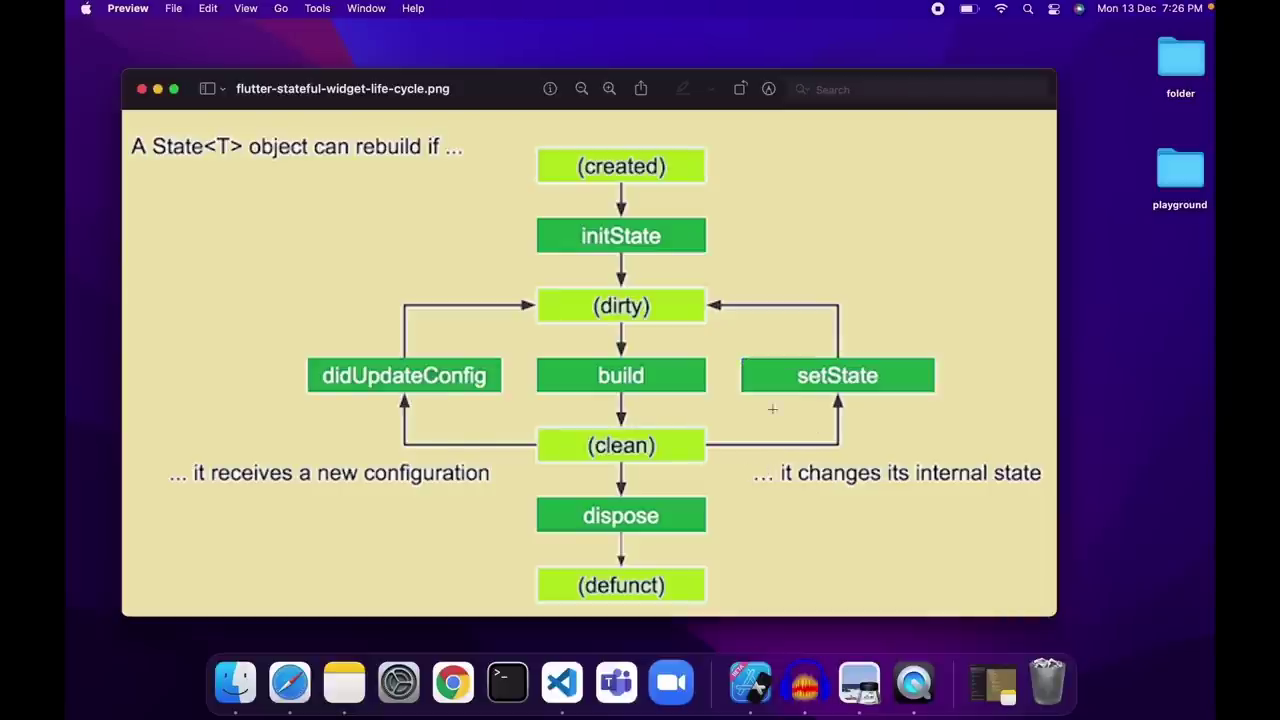 Preview File Edit View Go Tools Window Help Mon 13 Dec 7:26 PM
folder
playground
flutter-stateful-widget-life-cycle.png Search
A State<T> object can rebuild if ...
(created)
initState
(dirty)
didUpdateConfig build setState
(clean)
... it receives a new configuration ... it changes its internal state
dispose
(defunct)
BETA